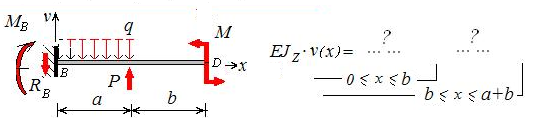 M_B
v
q
M
B
D
x
R_B
P
a
b
EJ_Z·v(x)= ...?... ...?...
0 ⩽ x ⩽ b
b ⩽ x ⩽ a+b